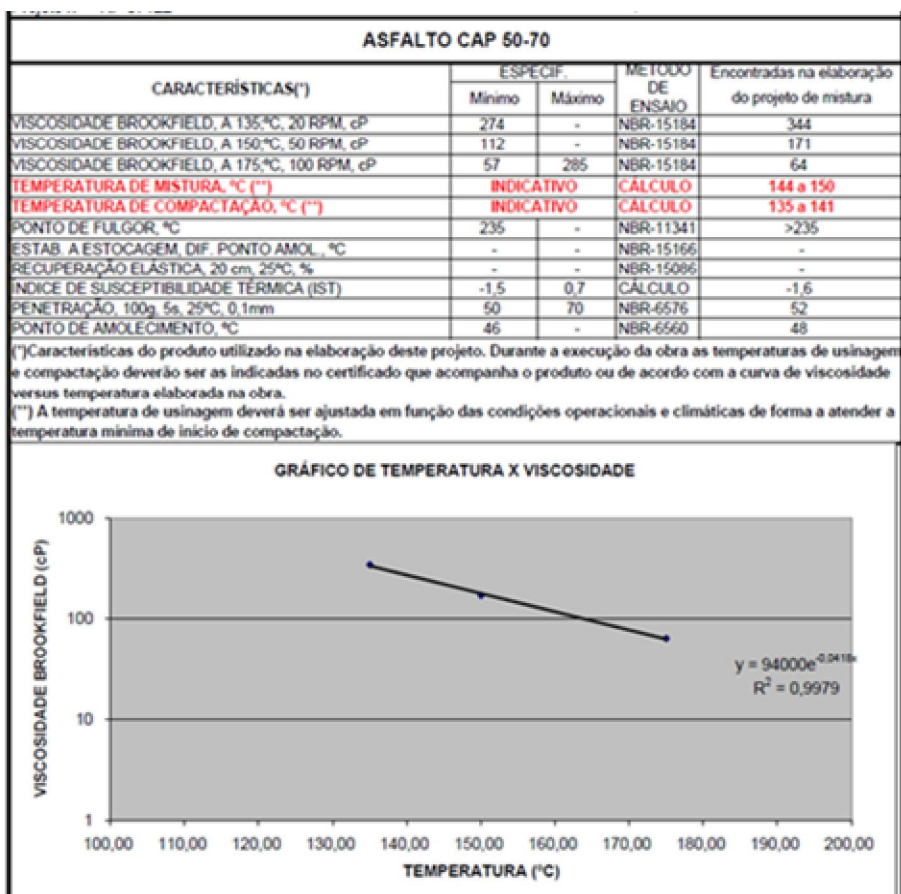 ASFALTO CAP 50-70
CARACTERÍSTICAS(*) ESPECIF. MÉTODO DE ENSAIO Encontradas na elaboração do projeto de mistura
Mínimo Máximo
VISCOSIDADE BROOKFIELD, A 135,ºC, 20 RPM, cP 274 - NBR-15184 344
VISCOSIDADE BROOKFIELD, A 150,ºC, 50 RPM, cP 112 - NBR-15184 171
VISCOSIDADE BROOKFIELD, A 175,ºC, 100 RPM, cP 57 285 NBR-15184 64
TEMPERATURA DE MISTURA, ºC (**) INDICATIVO CÁLCULO 144 a 150
TEMPERATURA DE COMPACTAÇÃO, ºC (**) INDICATIVO CÁLCULO 135 a 141
PONTO DE FULGOR, ºC 235 - NBR-11341 >235
ESTAB. A ESTOCAGEM, DIF. PONTO AMOL., ºC - - NBR-15166 -
RECUPERAÇÃO ELÁSTICA, 20 cm, 25ºC, % - - NBR-15086 -
ÍNDICE DE SUSCEPTIBILIDADE TÉRMICA (IST) -1,5 0,7 CÁLCULO -1,6
PENETRAÇÃO, 100g, 5s, 25ºC, 0,1mm 50 70 NBR-6576 52
PONTO DE AMOLECIMENTO, ºC 46 - NBR-6560 48
(*)Características do produto utilizado na elaboração deste projeto. Durante a execução da obra as temperaturas de usinagem
e compactação deverão ser as indicadas no certificado que acompanha o produto ou de acordo com a curva de viscosidade
versus temperatura elaborada na obra.
(**) A temperatura de usinagem deverá ser ajustada em função das condições operacionais e climáticas de forma a atender a
temperatura mínima de início de compactação.
GRÁFICO DE TEMPERATURA X VISCOSIDADE
VISCOSIDADE BROOKFIELD (cP)
1000
100
10
1
y = 94000e^-0,0418x
R² = 0,9979
100,00 110,00 120,00 130,00 140,00 150,00 160,00 170,00 180,00 190,00 200,00
TEMPERATURA (ºC)